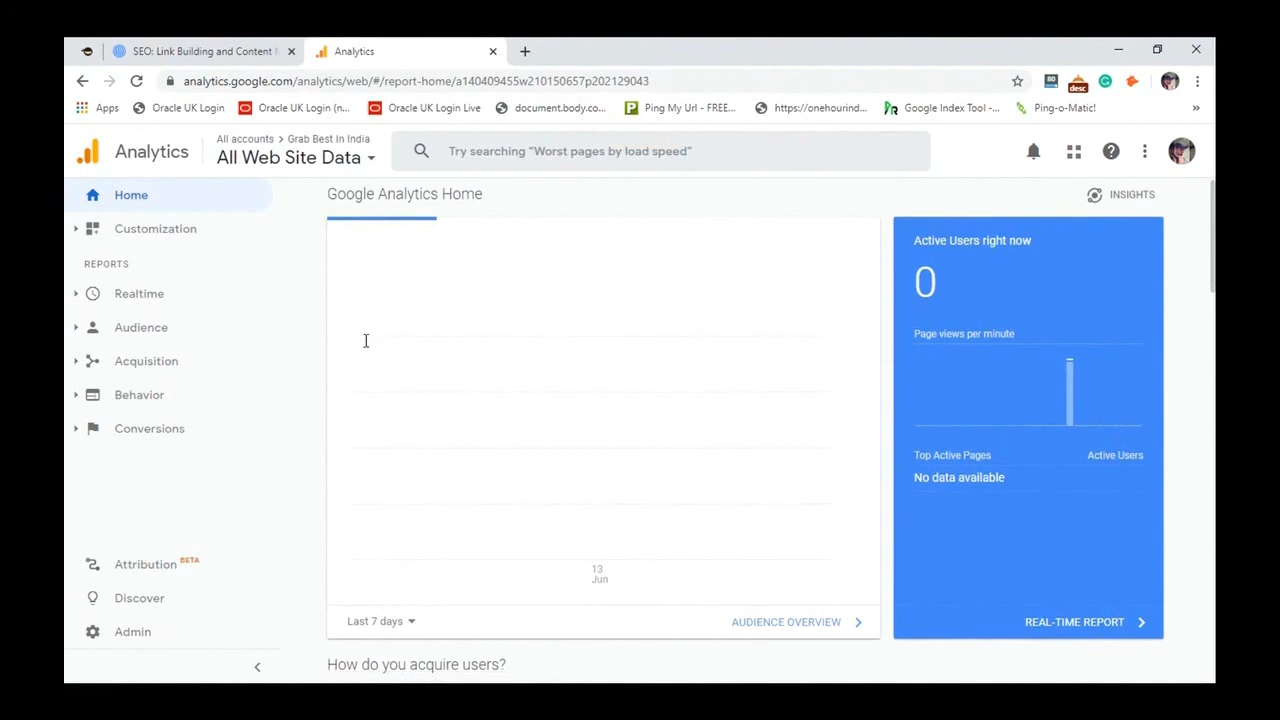 SEO: Link Building and Content M
Analytics
analytics.google.com/analytics/web/#/report-home/a140409455w210150657p202129043
Apps
Oracle UK Login
Oracle UK Login (n...
Oracle UK Login Live
document.body.co...
Ping My Url - FREE...
https://onehourind...
Google Index Tool -...
Ping-o-Matic!
desc
Analytics
All accounts > Grab Best In India
All Web Site Data
Try searching "Worst pages by load speed"
Home
Customization
REPORTS
Realtime
Audience
Acquisition
Behavior
Conversions
Attribution BETA
Discover
Admin
Google Analytics Home
INSIGHTS
13
Jun
Last 7 days
AUDIENCE OVERVIEW
Active Users right now
0
Page views per minute
Top Active Pages
Active Users
No data available
REAL-TIME REPORT
How do you acquire users?